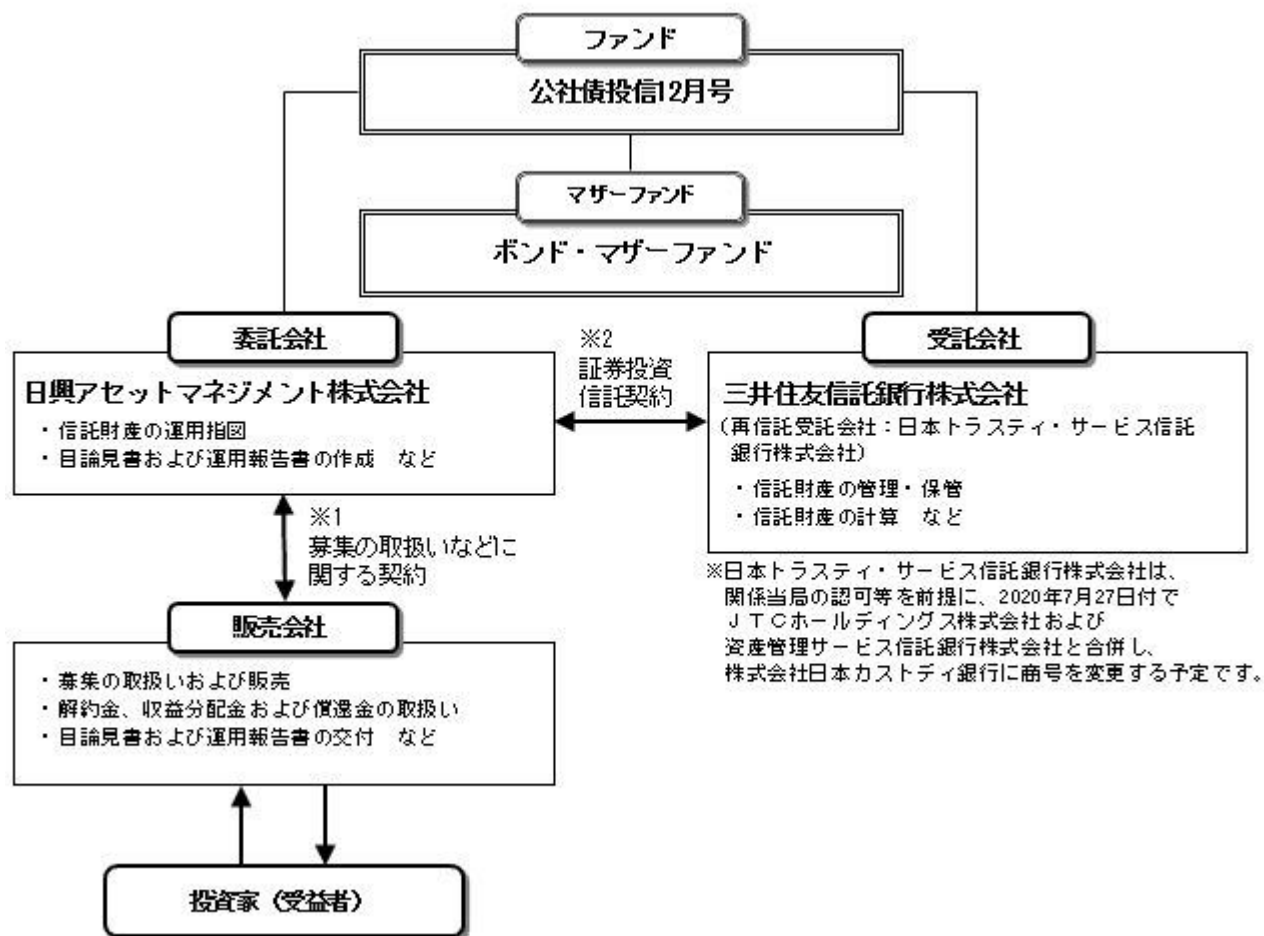 ファンド
公社債投信12月号
マザーファンド
ボンド・マザーファンド
委託会社
日興アセットマネジメント株式会社
・信託財産の運用指図
・目論見書および運用報告書の作成　など
※2
証券投資
信託契約
受託会社
三井住友信託銀行株式会社
（再信託受託会社：日本トラスティ・サービス信託
銀行株式会社）
・信託財産の管理・保管
・信託財産の計算　など
※1
募集の取扱いなどに
関する契約
※日本トラスティ・サービス信託銀行株式会社は、
関係当局の認可等を前提に、2020年7月27日付で
ＪＴＣホールディングス株式会社および
資産管理サービス信託銀行株式会社と合併し、
株式会社日本カストディ銀行に商号を変更する予定です。
販売会社
・募集の取扱いおよび販売
・解約金、収益分配金および償還金の取扱い
・目論見書および運用報告書の交付　など
投資家（受益者）